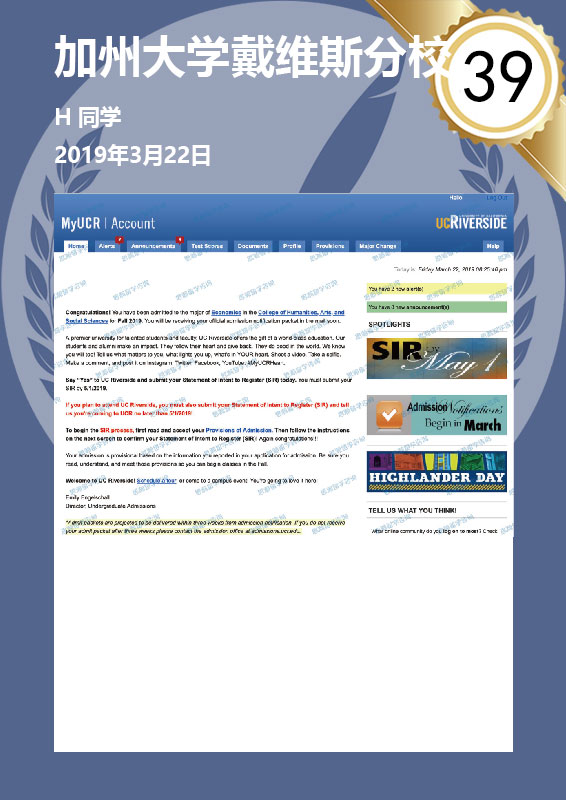 加州大学戴维斯分校
39
H 同学
2019年3月22日
Hello
Log Out
MyUCR | Account
UNIVERSITY OF CALIFORNIA
UCRIVERSIDE
Home
Alerts
Announcements
Test Scores
Documents
Profile
Provisions
Major Change
Help
Today is: Friday March 22, 2019
Congratulations! You have been admitted to the major of Economics in the College of Humanities, Arts, and
Social Sciences for Fall 2019. You will be receiving your official admission notification packet in the mail soon.
A premier university for talented students and faculty, UC Riverside offers the gift of a world-class education. Our
students and alumni make an impact. They follow their heart and give back. They do good in the world. We know
you will too! Tell us what matters to you, what lights you up, what's in YOUR heart. Shoot a video. Take a selfie.
Make a comment, and post it on Instagram, Twitter, Facebook, YouTube: #MyUCRHeart.
Say "Yes" to UC Riverside and submit your Statement of Intent to Register (SIR) today. You must submit your
SIR by 5/1/2019.
If you plan to attend UC Riverside, you must also submit your Statement of Intent to Register (SIR) and tell
us you're coming to UCR no later than 5/1/2019!
To begin the SIR process, first read and accept your Provisions of Admission. Then follow the instructions
on the next screen to confirm your Statement of Intent to Register (SIR)! Again congratulations!!!
Your admission is provisional based on the information you reported in your application for admission. Be sure you
read, understand, and meet these provisions so you can begin classes in the fall.
Welcome to UC Riverside! Schedule a tour or come to a campus event. You're going to love it here!
Emily Engelschall
Director, Undergraduate Admissions
*Admit packets are projected to be delivered within three weeks from admission notification. If you do not receive
your admit packet after three weeks please contact the admission office at
You have 2 new alert(s)
You have new announcement(s)
SPOTLIGHTS
SIR by May 1
Admission Notifications
Begin in March
HIGHLANDER DAY
TELL US WHAT YOU THINK!
What online community do you log on to most? Check